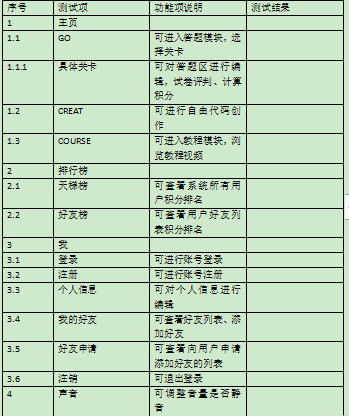 序号 测试项 功能项说明 测试结果
1 主页
1.1 GO 可进入答题模块，选
择关卡
1.1.1 具体关卡 可对答题区进行编
辑，试卷评判、计算
积分
1.2 CREAT 可进行自由代码创
作
1.3 COURSE 可进入教程模块，浏
览教程视频
2 排行榜
2.1 天梯榜 可查看系统所有用
户积分排名
2.2 好友榜 可查看用户好友列
表积分排名
3 我
3.1 登录 可进行账号登录
3.2 注册 可进行账号注册
3.3 个人信息 可对个人信息进行
编辑
3.4 我的好友 可查看好友列表、添
加好友
3.5 好友申请 可查看向用户申请
添加好友的列表
3.6 注销 可退出登录
4 声音 可调整音量是否静
音